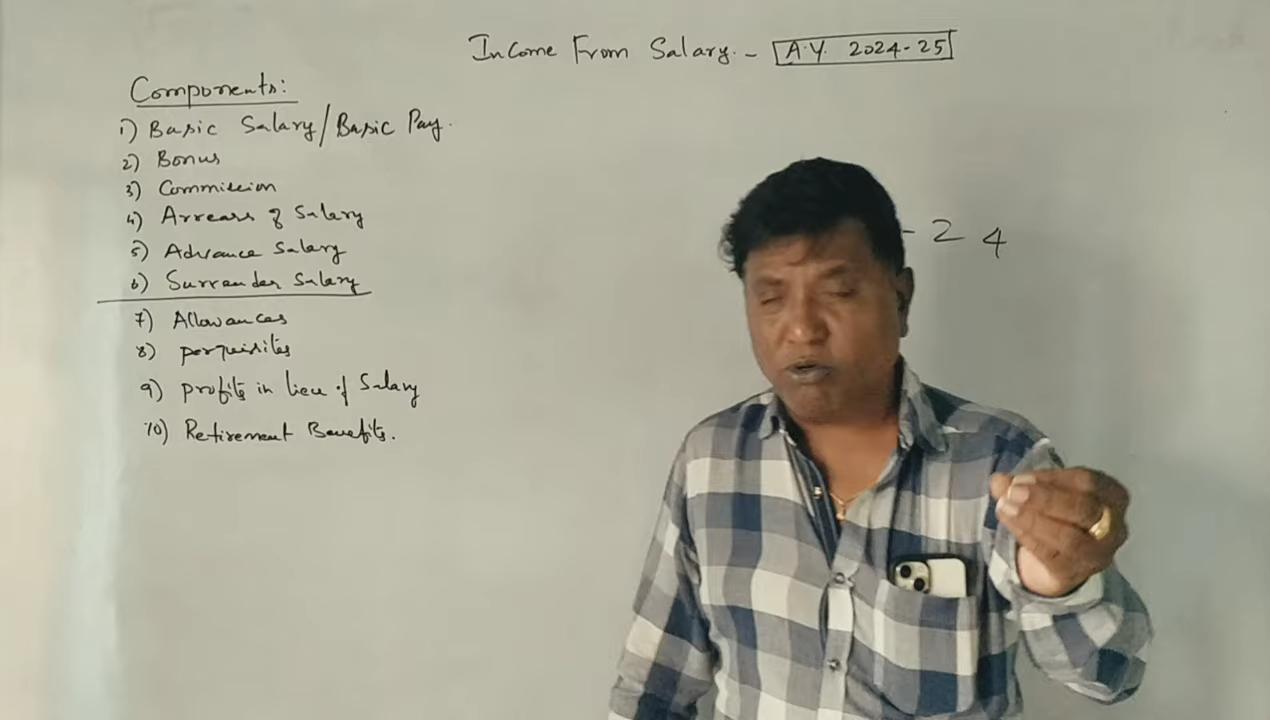 Income From Salary. - A.Y. 2024-25
Components:
1) Basic Salary/Basic Pay.
2) Bonus
3) Commission
4) Arrears of Salary
5) Advance Salary
6) Surrender Salary
7) Allowances
8) perquisites
9) profits in lieu of Salary
10) Retirement Benefits.
- 24